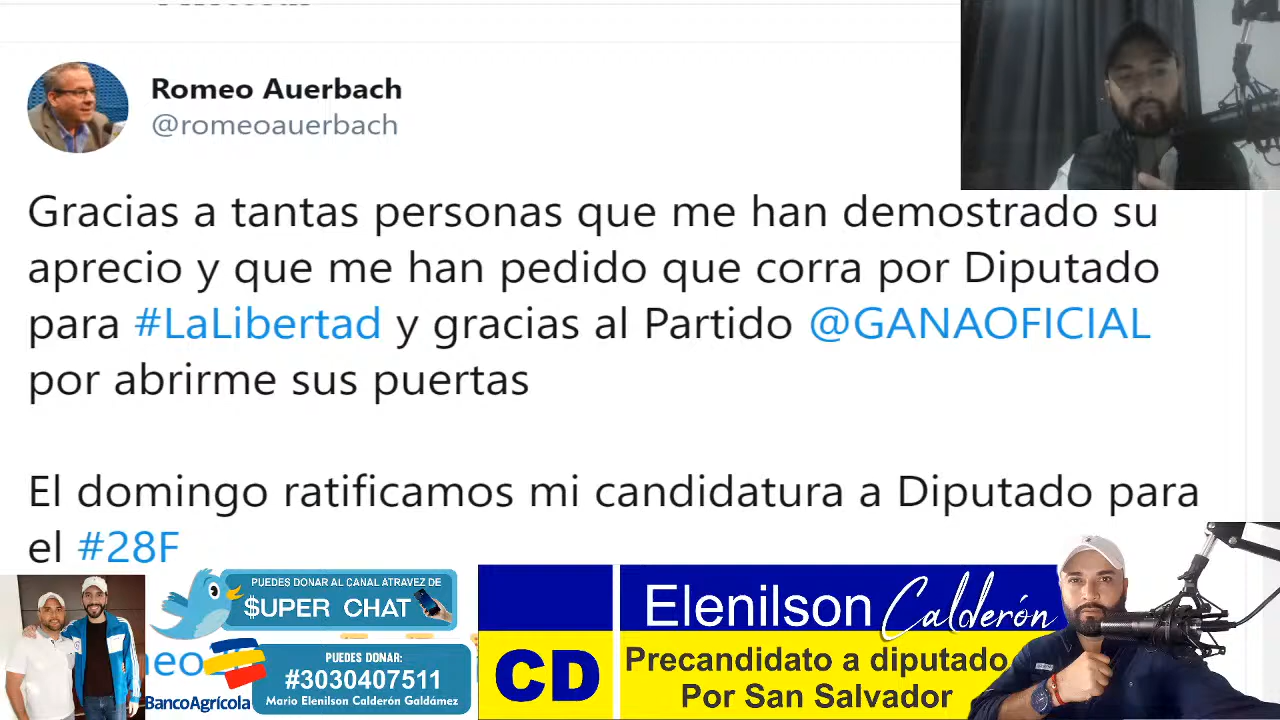 Romeo Auerbach
@romeoauerbach
Gracias a tantas personas que me han demostrado su
aprecio y que me han pedido que corra por Diputado
para #LaLibertad y gracias al Partido @GANAOFICIAL
por abrirme sus puertas
El domingo ratificamos mi candidatura a Diputado para
el #28F
PUEDES DONAR AL CANAL ATRAVEZ DE
$UPER CHAT
BancoAgrícola
PUEDES DONAR:
#3030407511
Mario Elenilson Calderón Galdámez
CD
Elenilson Calderón
Precandidato a diputado
Por San Salvador